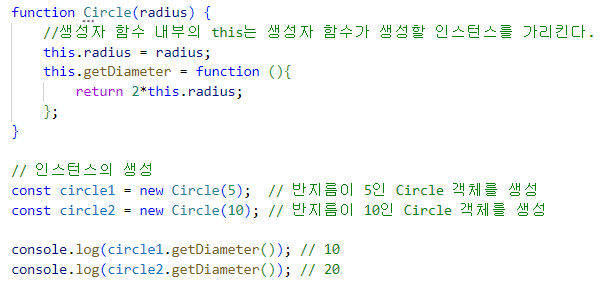 function Circle(radius) {
//생성자 함수 내부의 this는 생성자 함수가 생성할 인스턴스를 가리킨다.
this.radius = radius;
this.getDiameter = function (){
return 2*this.radius;
};
}
// 인스턴스의 생성
const circle1 = new Circle(5);  // 반지름이 5인 Circle 객체를 생성
const circle2 = new Circle(10); // 반지름이 10인 Circle 객체를 생성
console.log(circle1.getDiameter()); // 10
console.log(circle2.getDiameter()); // 20